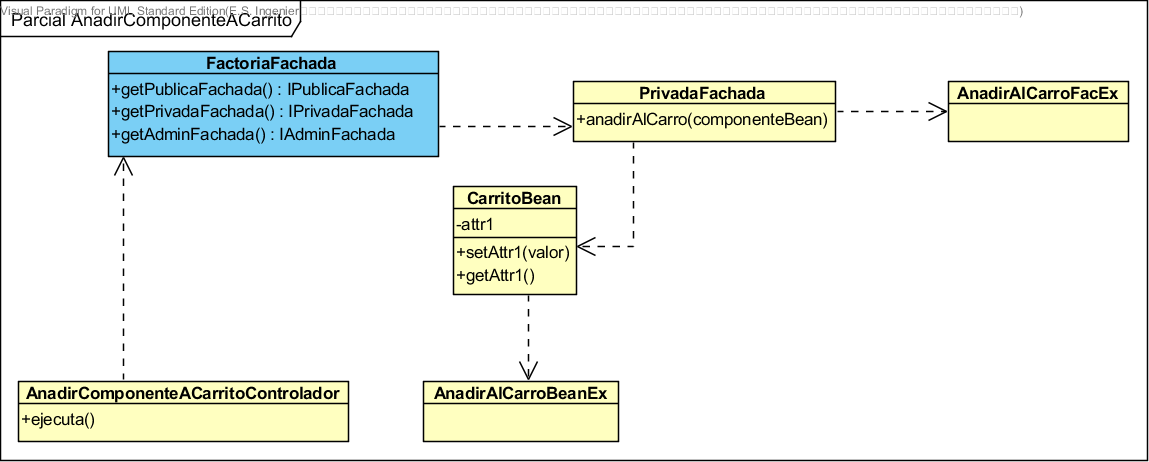 Visual Paradigm for UML Standard Edition(E.S. Ingenier
Parcial AnadirComponenteACarrito
FactoriaFachada
+getPublicaFachada() : IPublicaFachada
+getPrivadaFachada() : IPrivadaFachada
+getAdminFachada() : IAdminFachada
PrivadaFachada
+anadirAlCarro(componenteBean)
AnadirAlCarroFacEx
CarritoBean
-attr1
+setAttr1(valor)
+getAttr1()
AnadirComponenteACarritoControlador
+ejecuta()
AnadirAlCarroBeanEx